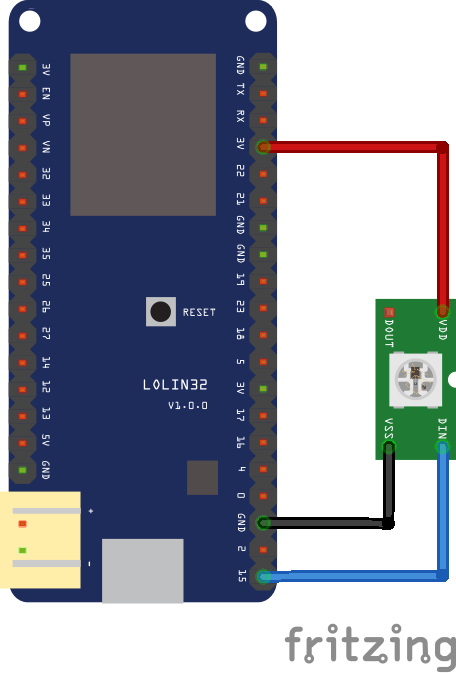 3V
EN
VP
VN
32
33
34
35
25
26
27
14
12
13
5V
GND
GND
TX
RX
3V
22
21
GND
GND
19
23
18
5
3V
17
16
4
0
GND
2
15
RESET
LOLIN32
V1.0.0
+
-
DOUT
VDD
VSS
DIN
fritzing